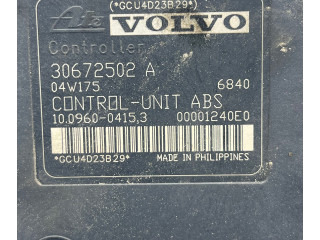 (*GCU4D23B29*)
Ate VOLVO
Controller
30672502 A
04W175 6840
CONTROL-UNIT ABS
10.0960-0415,3 00001240E0
*GCU4D23B29*
MADE IN PHILIPPINES